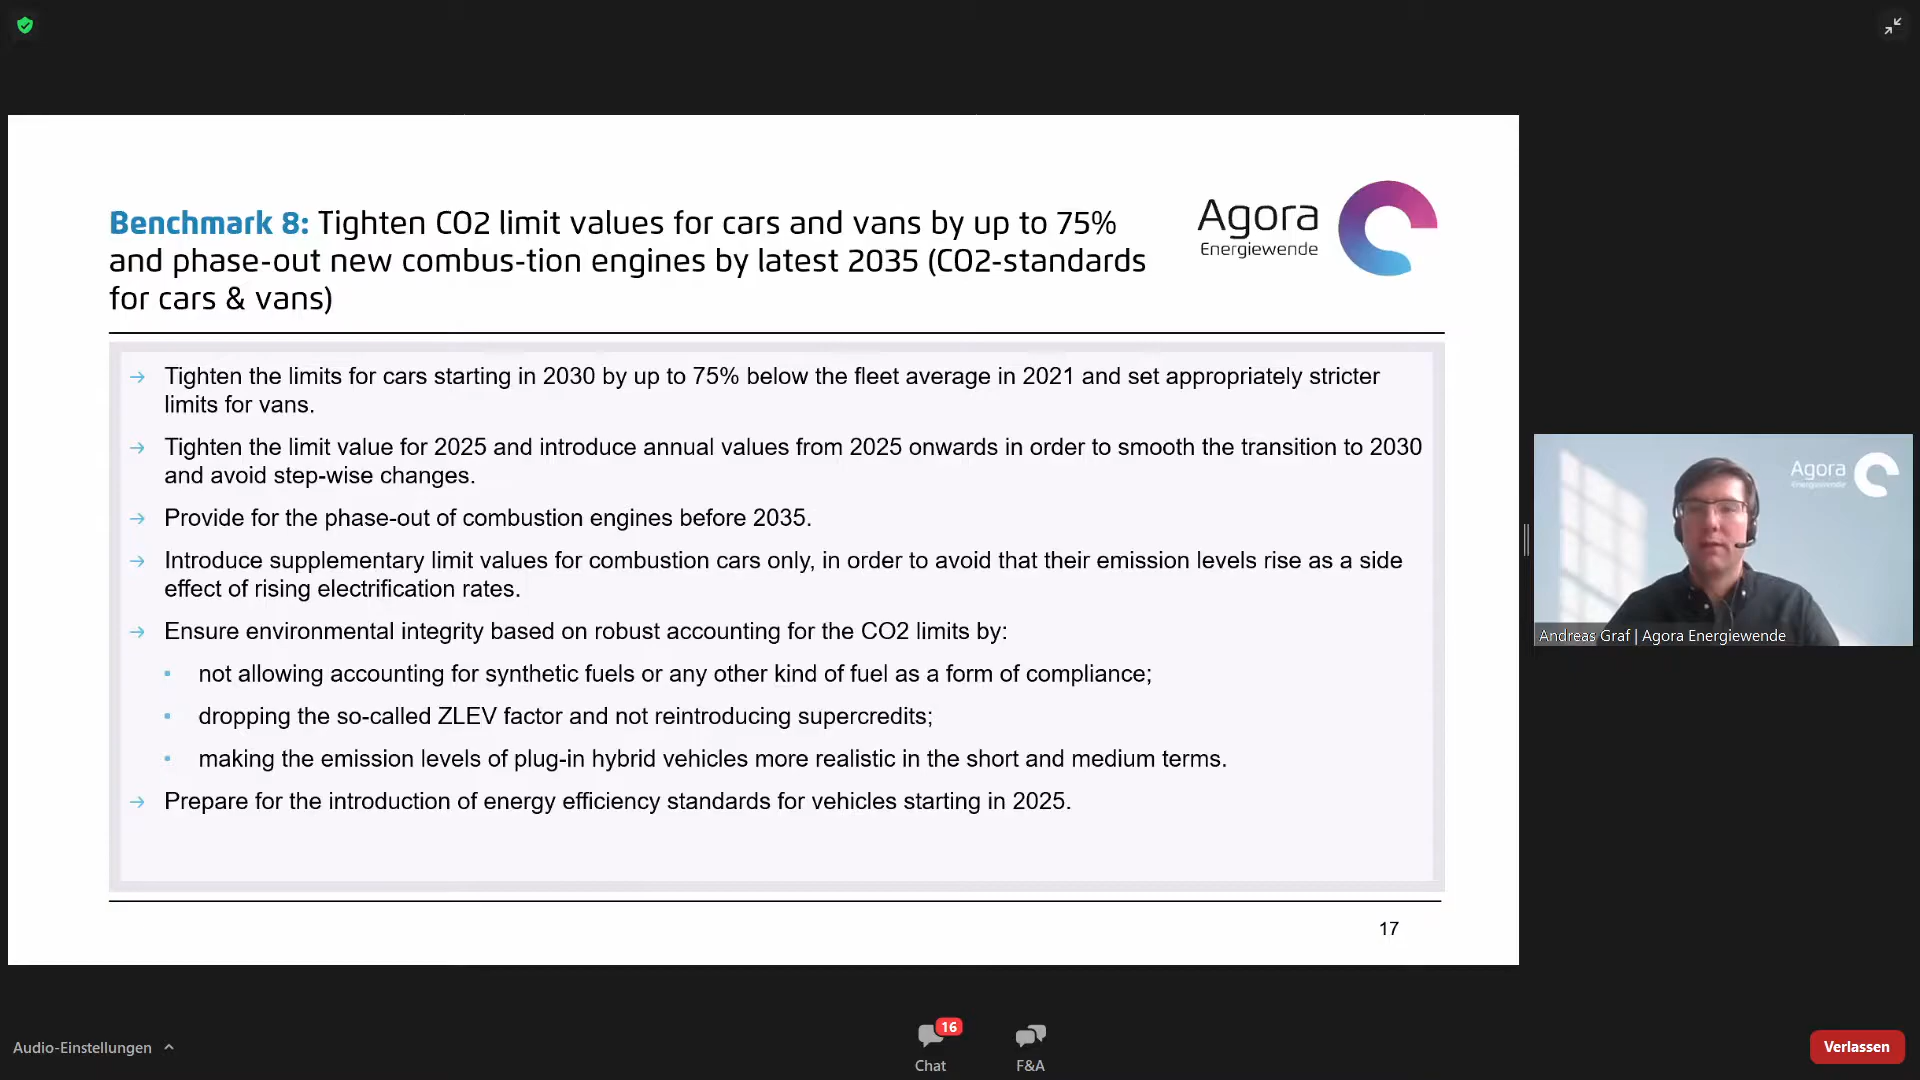 Benchmark 8: Tighten CO2 limit values for cars and vans by up to 75%
and phase-out new combus-tion engines by latest 2035 (CO2-standards
for cars & vans)
Agora
Energiewende
→ Tighten the limits for cars starting in 2030 by up to 75% below the fleet average in 2021 and set appropriately stricter
limits for vans.
→ Tighten the limit value for 2025 and introduce annual values from 2025 onwards in order to smooth the transition to 2030
and avoid step-wise changes.
→ Provide for the phase-out of combustion engines before 2035.
→ Introduce supplementary limit values for combustion cars only, in order to avoid that their emission levels rise as a side
effect of rising electrification rates.
→ Ensure environmental integrity based on robust accounting for the CO2 limits by:
▪ not allowing accounting for synthetic fuels or any other kind of fuel as a form of compliance;
▪ dropping the so-called ZLEV factor and not reintroducing supercredits;
▪ making the emission levels of plug-in hybrid vehicles more realistic in the short and medium terms.
→ Prepare for the introduction of energy efficiency standards for vehicles starting in 2025.
17
Agora
Energiewende
Andreas Graf | Agora Energiewende
Audio-Einstellungen
16
Chat
F&A
Verlassen